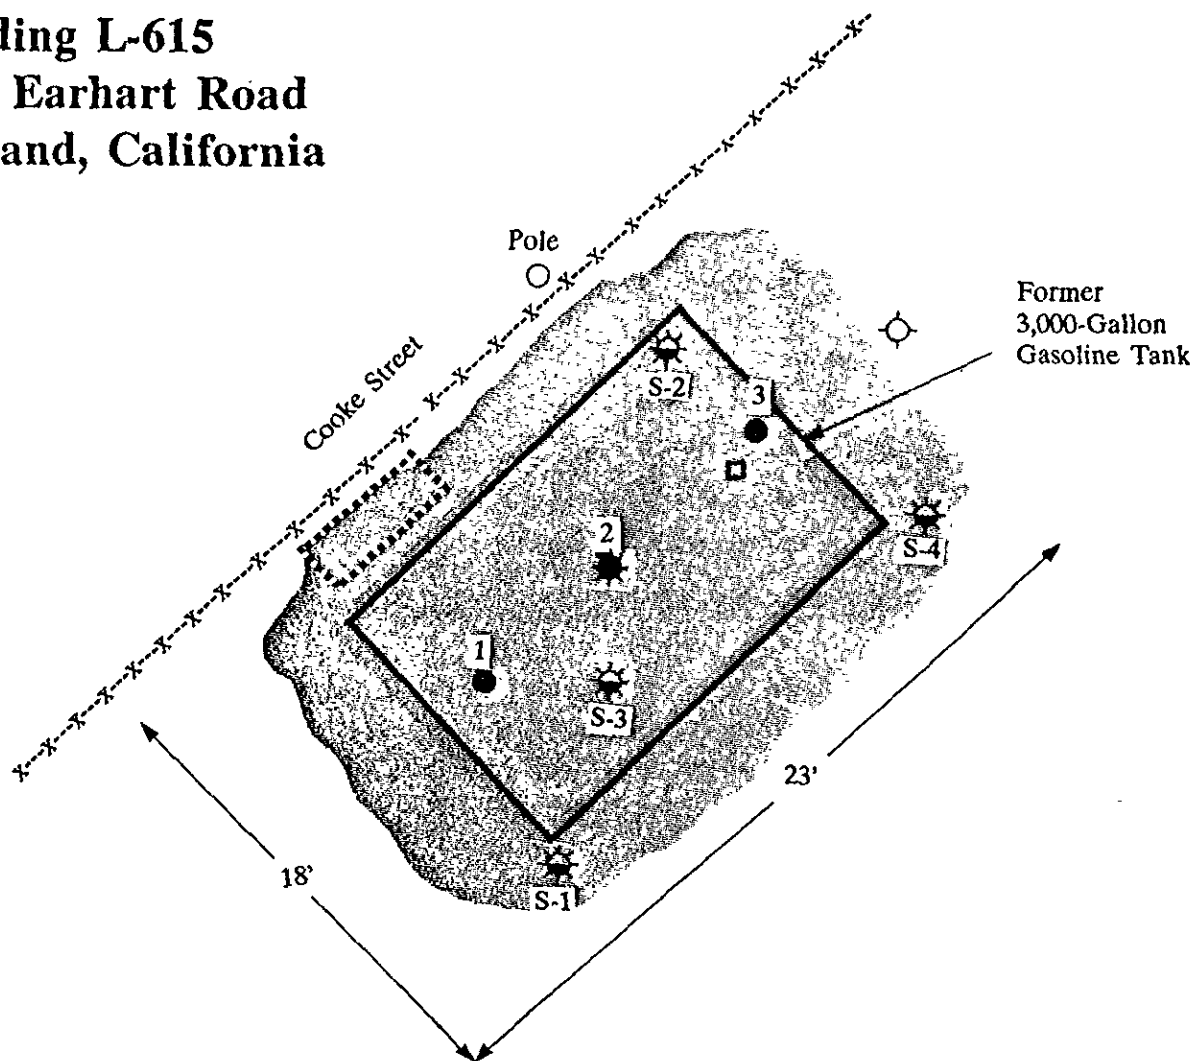 ding L-615
Earhart Road
and, California
Pole
Cooke Street
Former
3,000-Gallon
Gasoline Tank
S-2
3
2
S-4
1
S-3
23'
18'
S-1